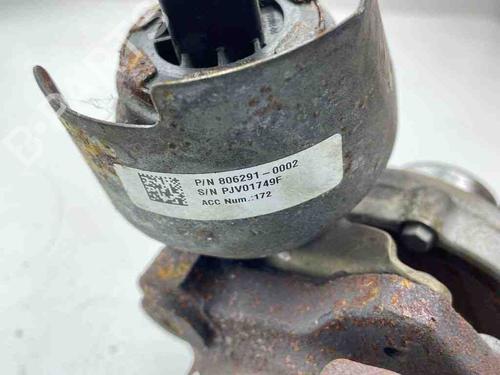 P/N 806291-0002
S/N PJV01749F
ACC Num.:172